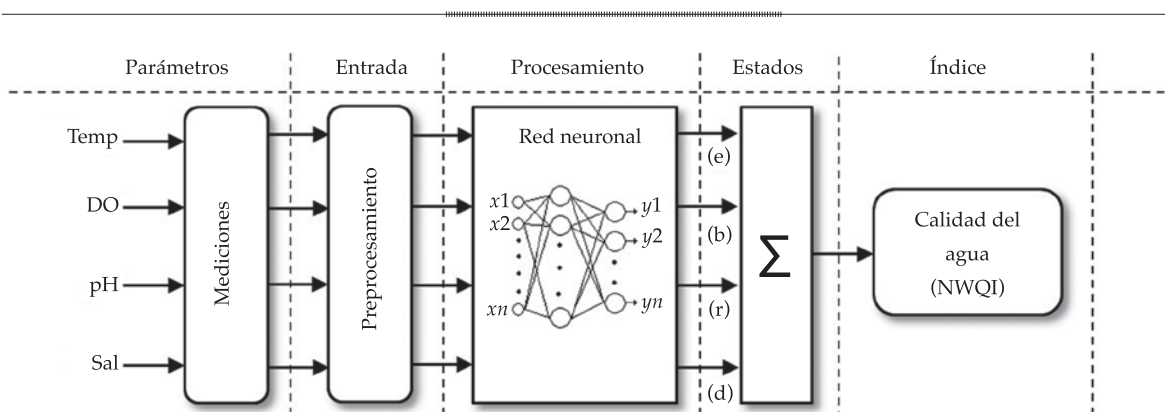 Parámetros Entrada Procesamiento Estados Índice
Temp
DO
pH
Sal
Mediciones
Preprocesamiento
Red neuronal
x1
x2
xn
y1
y2
yn
(e)
(b)
(r)
(d)
Σ
Calidad del
agua
(NWQI)